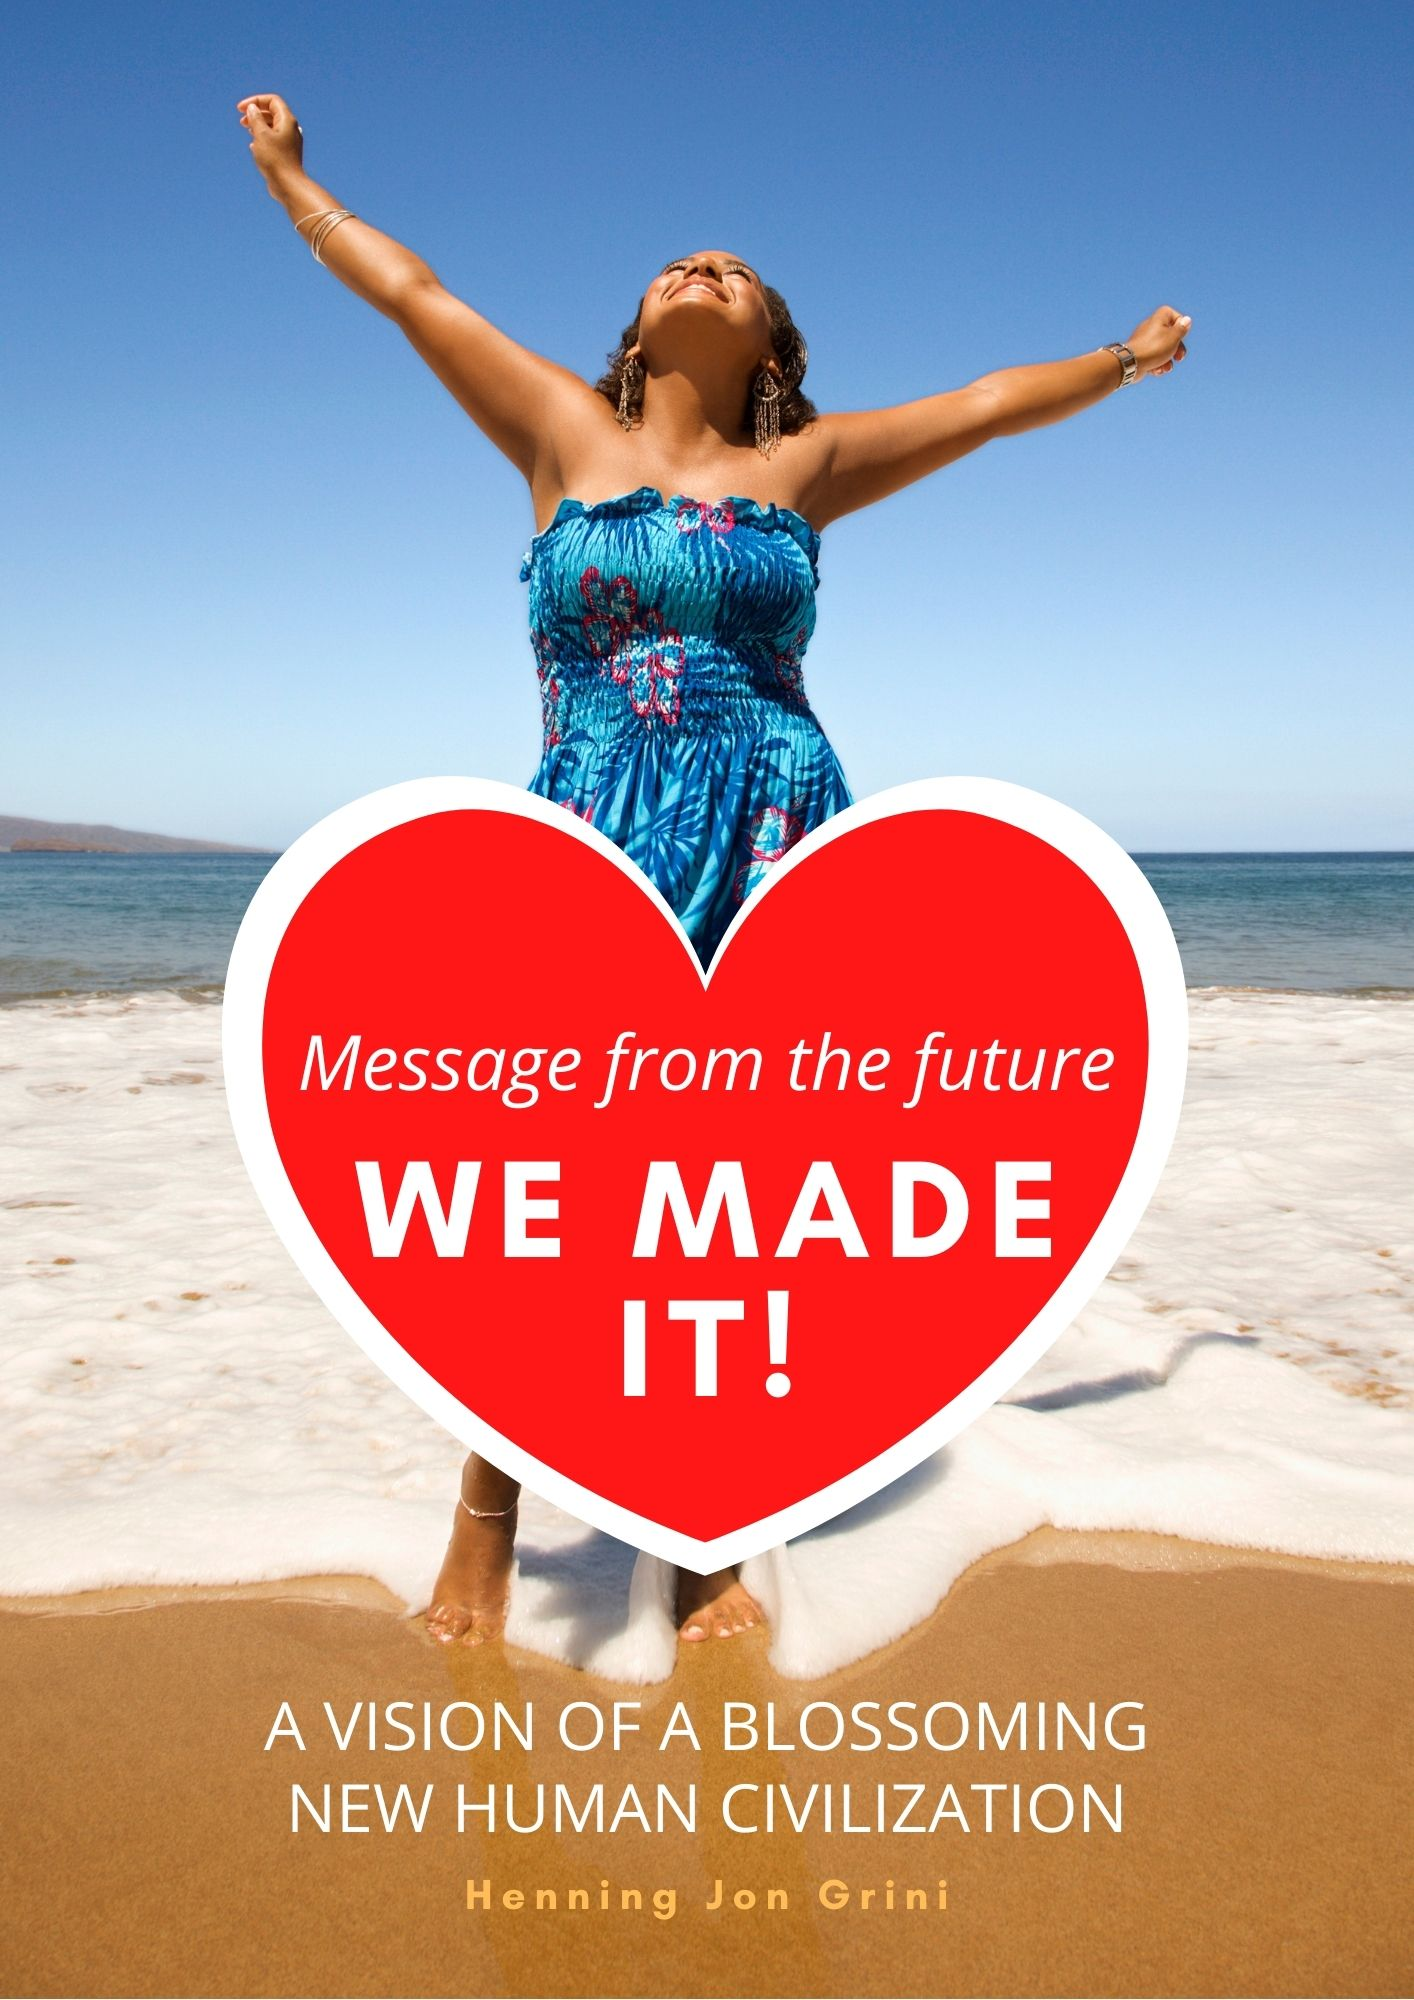 Message from the future
WE MADE
IT!
A VISION OF A BLOSSOMING
NEW HUMAN CIVILIZATION
Henning Jon Grini